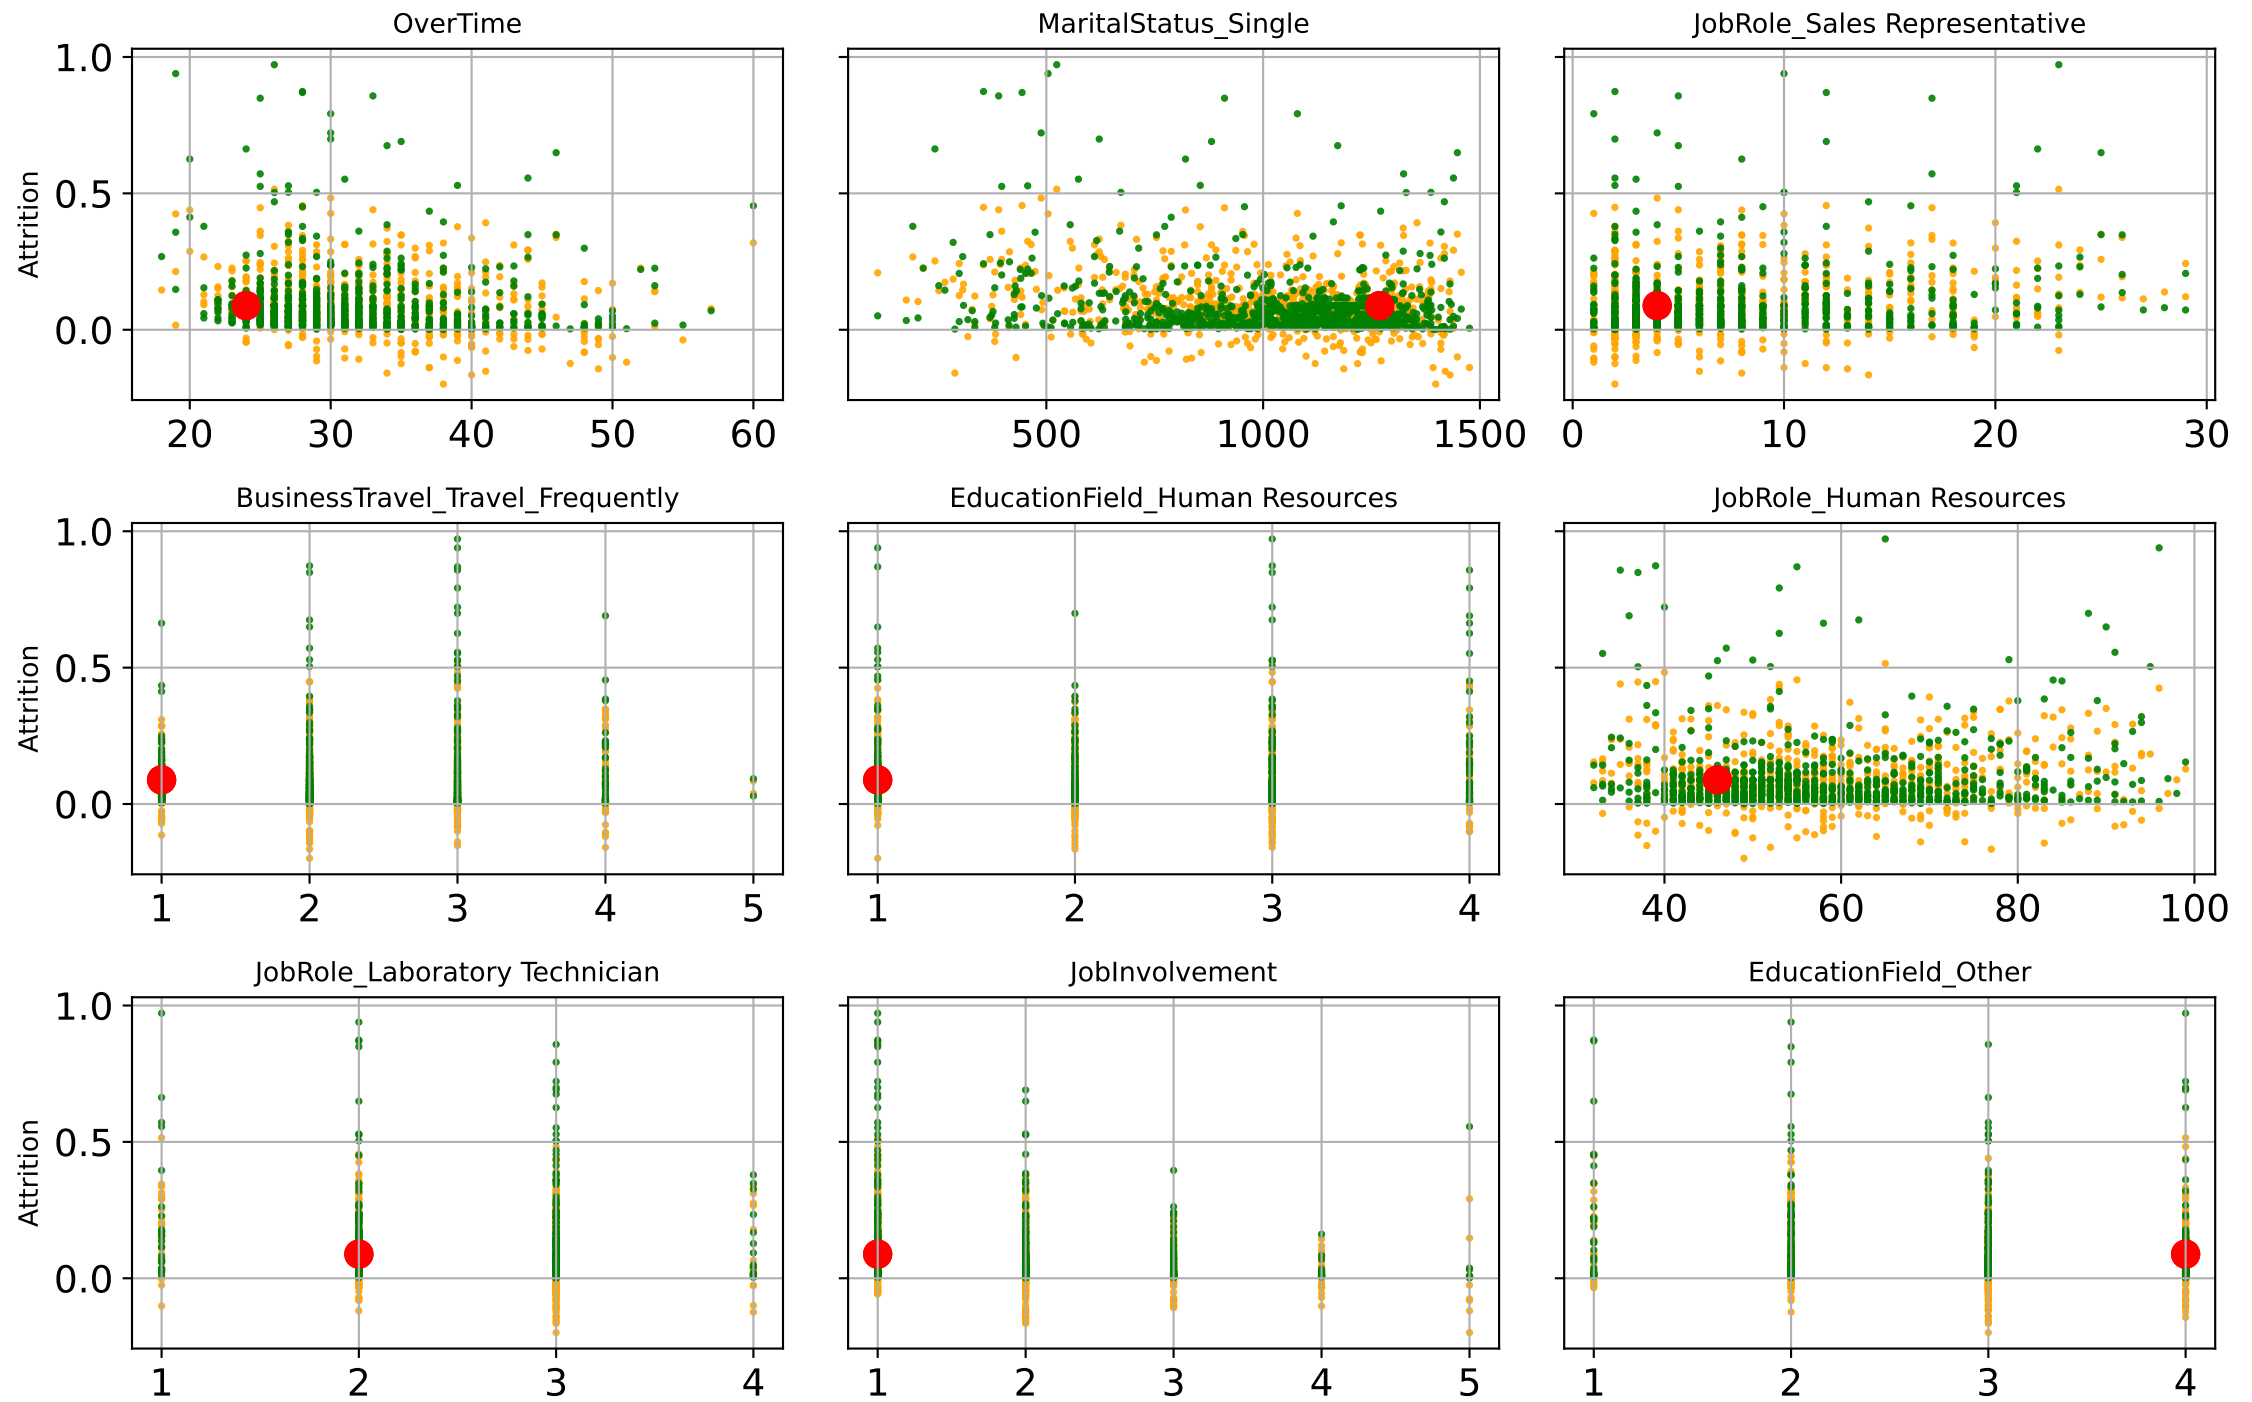 OverTime MaritalStatus_Single JobRole_Sales Representative
1.0
0.5
0.0
Attrition
20 30 40 50 60 500 1000 1500 0 10 20 30
BusinessTravel_Travel_Frequently EducationField_Human Resources JobRole_Human Resources
1.0
0.5
0.0
Attrition
1 2 3 4 5 1 2 3 4 40 60 80 100
JobRole_Laboratory Technician JobInvolvement EducationField_Other
1.0
0.5
0.0
Attrition
1 2 3 4 1 2 3 4 5 1 2 3 4